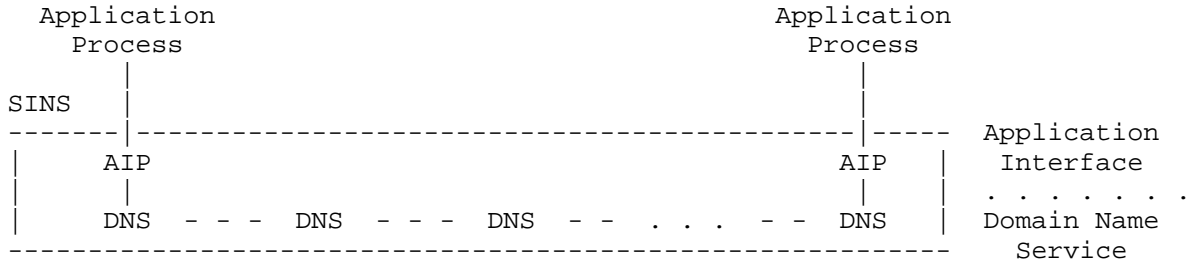 Application Application
Process Process
SINS
Application
AIP AIP Interface
. . . . . . .
DNS - - - DNS - - - DNS - - . . . - - DNS Domain Name
Service